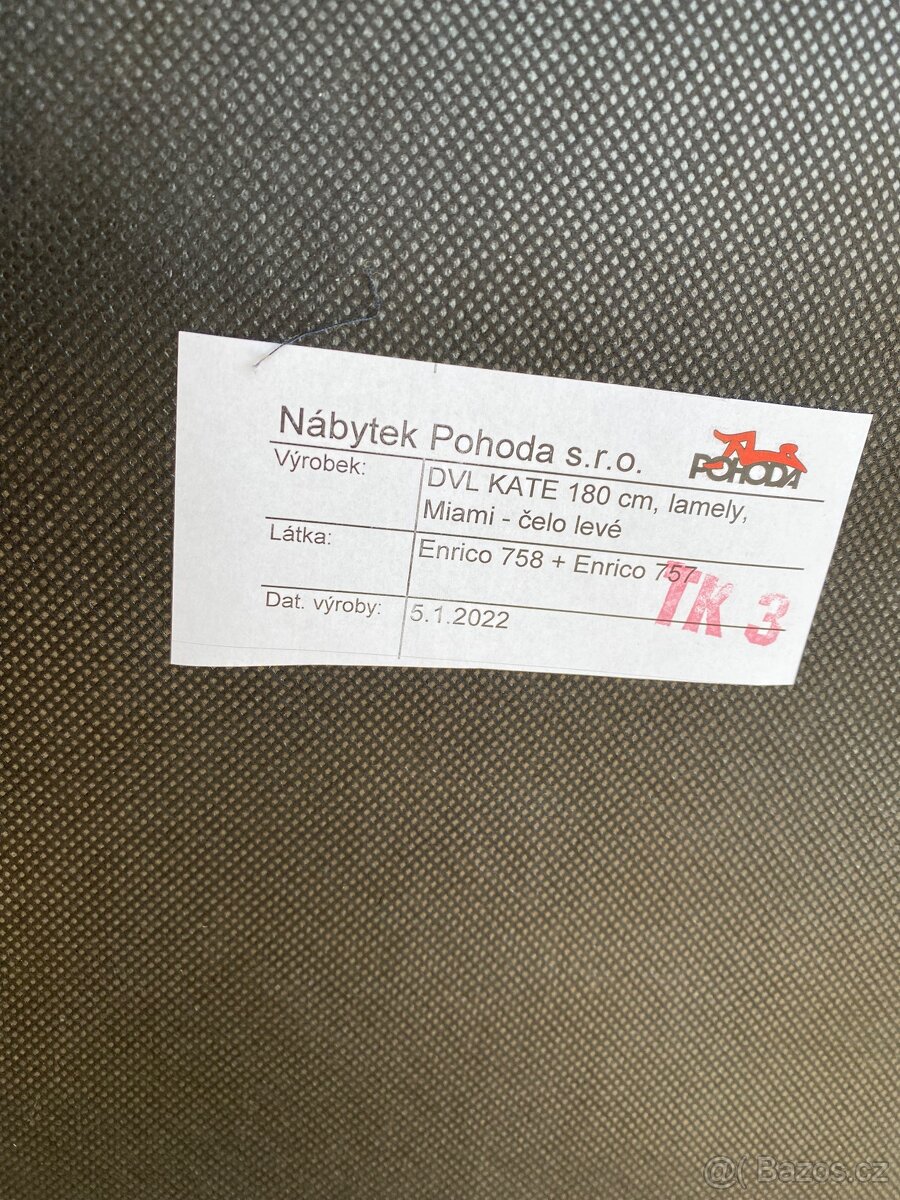 Nábytek Pohoda s.r.o.
POHODA
Výrobek:
DVL KATE 180 cm, lamely,
Miami - čelo levé
Látka:
Enrico 758 + Enrico 757
TK 3
Dat. výroby:
5.1.2022
@( Bazos.cz